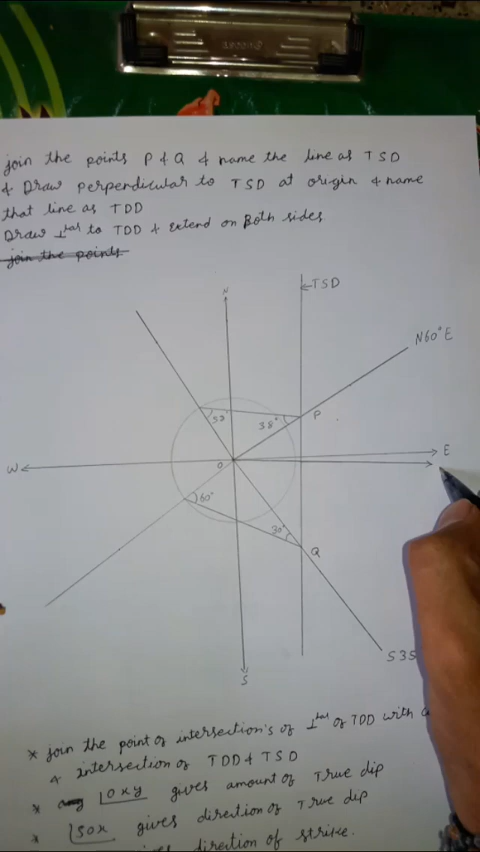 join the points P & Q & name the line as TSD
& Draw perpendicular to TSD at origin & name
that line as TDD
Draw ⊥lar to TDD & Extend on Both sides
join the points
N
←TSD
N60°E
52°
38°
P
E
W
O
60°
30°
Q
S35
S
* join the point of intersection's of ⊥lar of TDD with
& intersection of TDD & TSD
* ∠OXY gives amount of True dip
* ∠SOX gives direction of True dip
direction of strike.